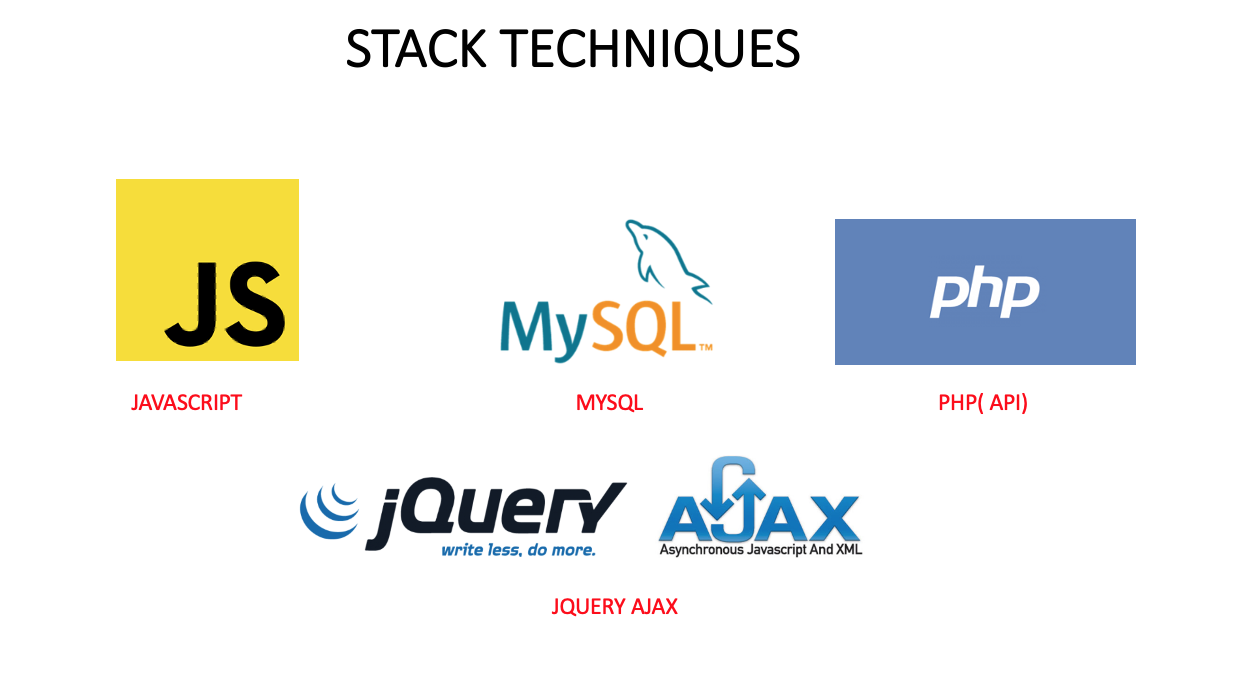 STACK TECHNIQUES
JS
MySQL™
php
JAVASCRIPT
MYSQL
PHP( API)
jQuery
write less, do more.
AJAX
Asynchronous Javascript And XML
JQUERY AJAX